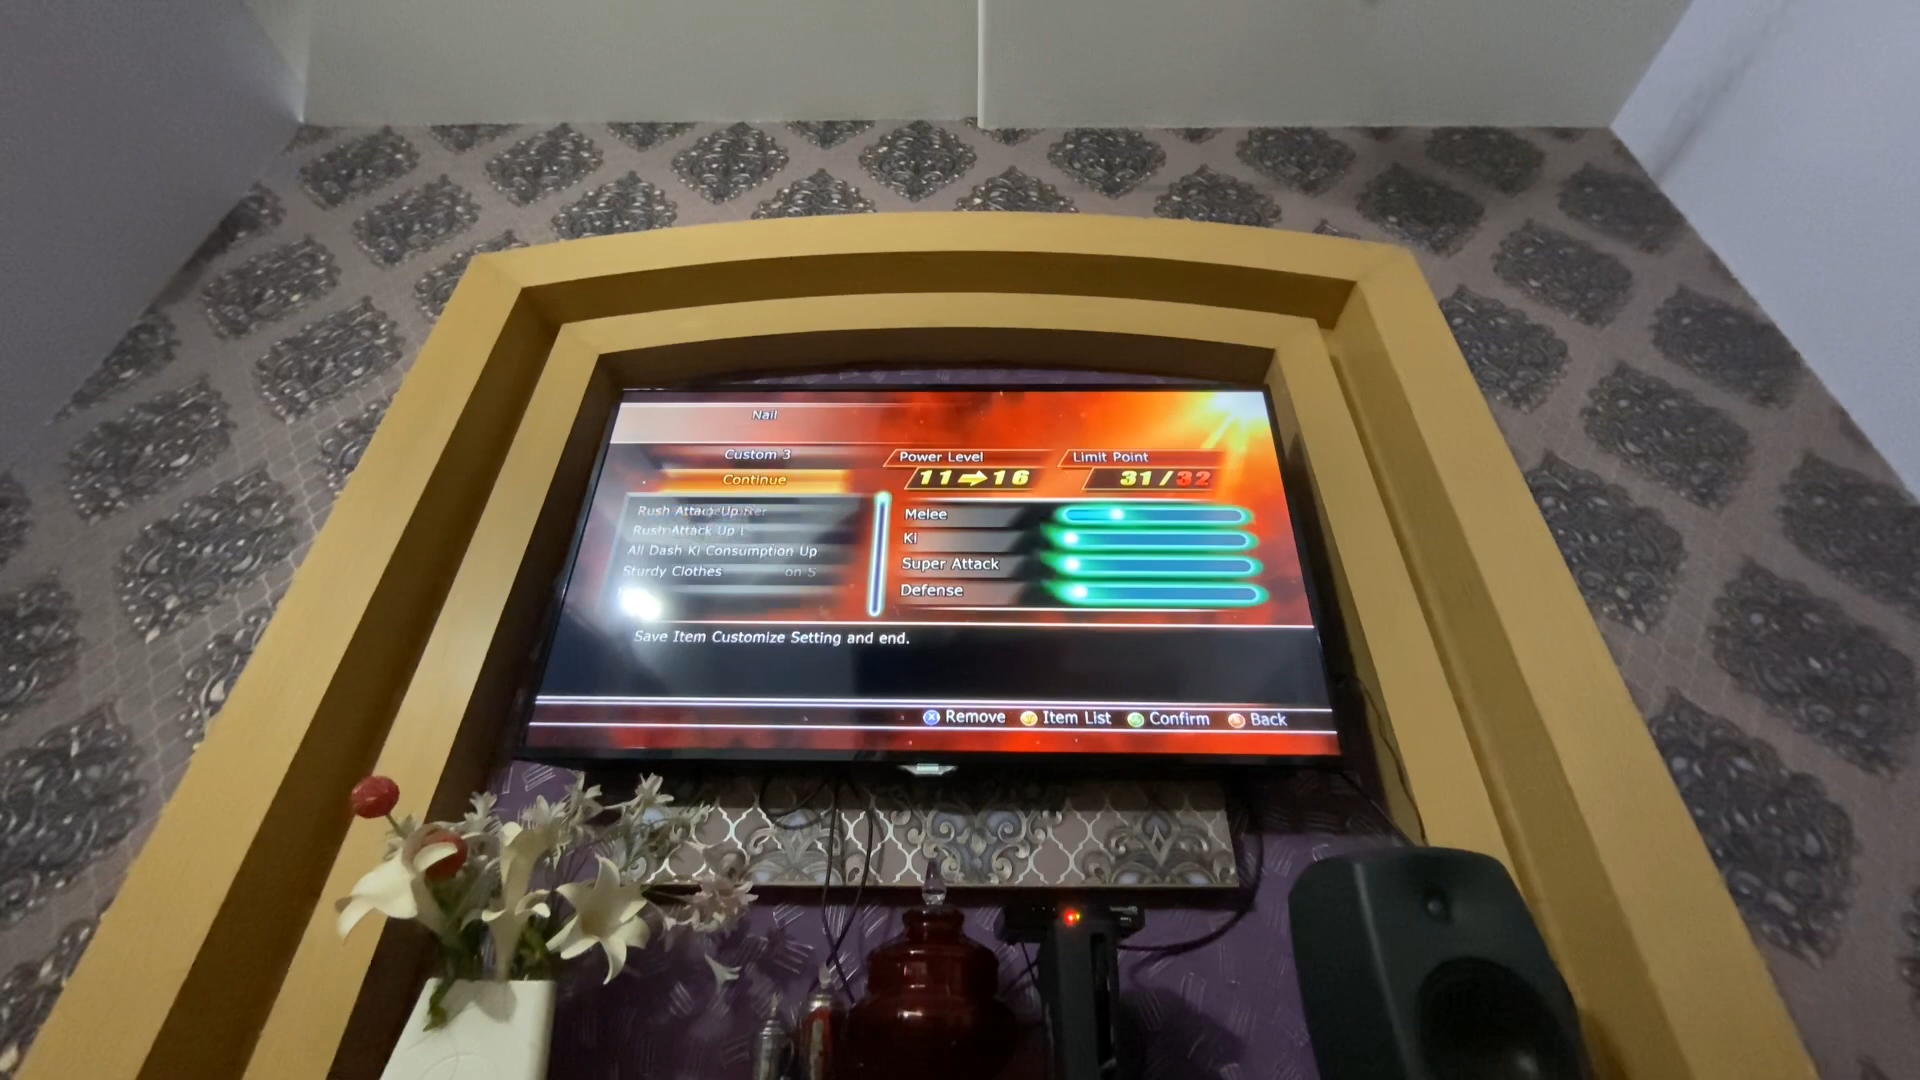 Nail
Custom 3
Continue
Rush Attack Up
Rush Attack Up
All Dash Ki Consumption Up
Sturdy Clothes on S
Power Level
11➡16
Limit Point
31/32
Melee
Ki
Super Attack
Defense
Save Item Customize Setting and end.
X Remove Item List Confirm Back